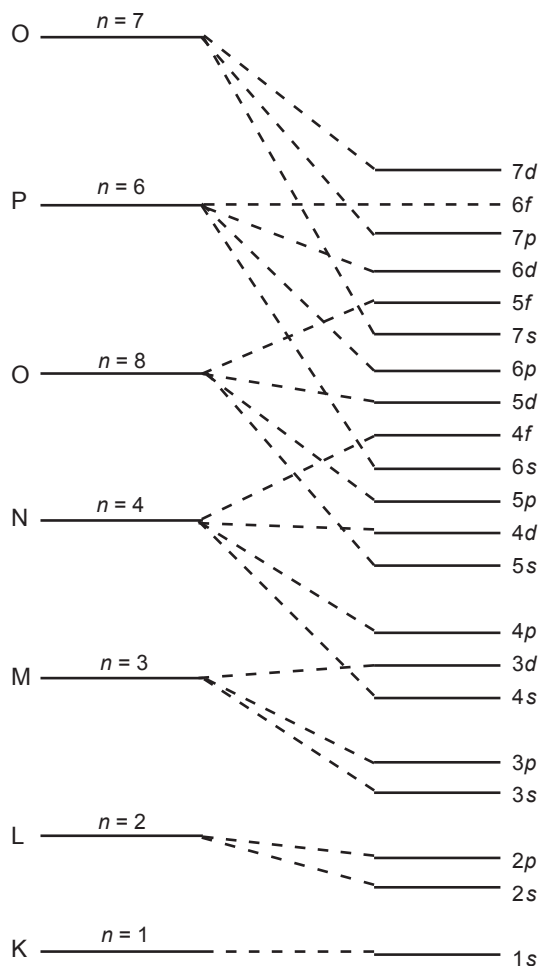 O n = 7
7d
P n = 6 6f
7p
6d
5f
7s
O n = 8 6p
5d
4f
6s
5p
N n = 4 4d
5s
4p
M n = 3 3d
4s
3p
3s
L n = 2
2p
2s
K n = 1 1s